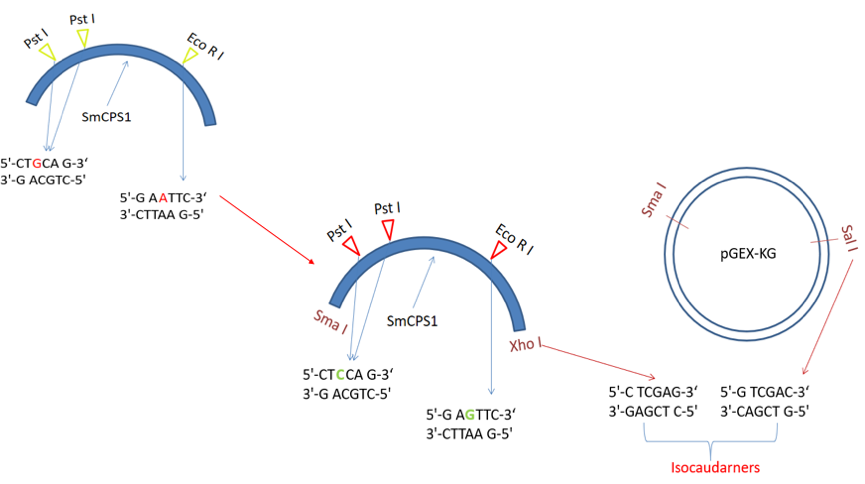 Pst I
Pst I
Eco R I
SmCPS1
5'-CTGCA G-3'
3'-G ACGTC-5'
5'-G AATTC-3'
3'-CTTAA G-5'
Pst I
Pst I
Eco R I
Sma I
SmCPS1
Xho I
5'-CTCCA G-3'
3'-G ACGTC-5'
5'-G AGTTC-3'
3'-CTTAA G-5'
Sma I
Sal I
pGEX-KG
5'-C TCGAG-3'
3'-GAGCT C-5'
5'-G TCGAC-3'
3'-CAGCT G-5'
Isocaudarners